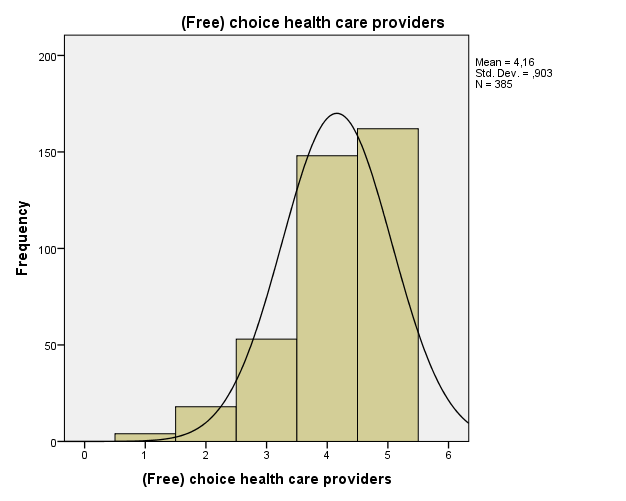 (Free) choice health care providers
Mean = 4,16
Std. Dev. = ,903
N = 385
200
150
100
50
0
Frequency
0 1 2 3 4 5 6
(Free) choice health care providers